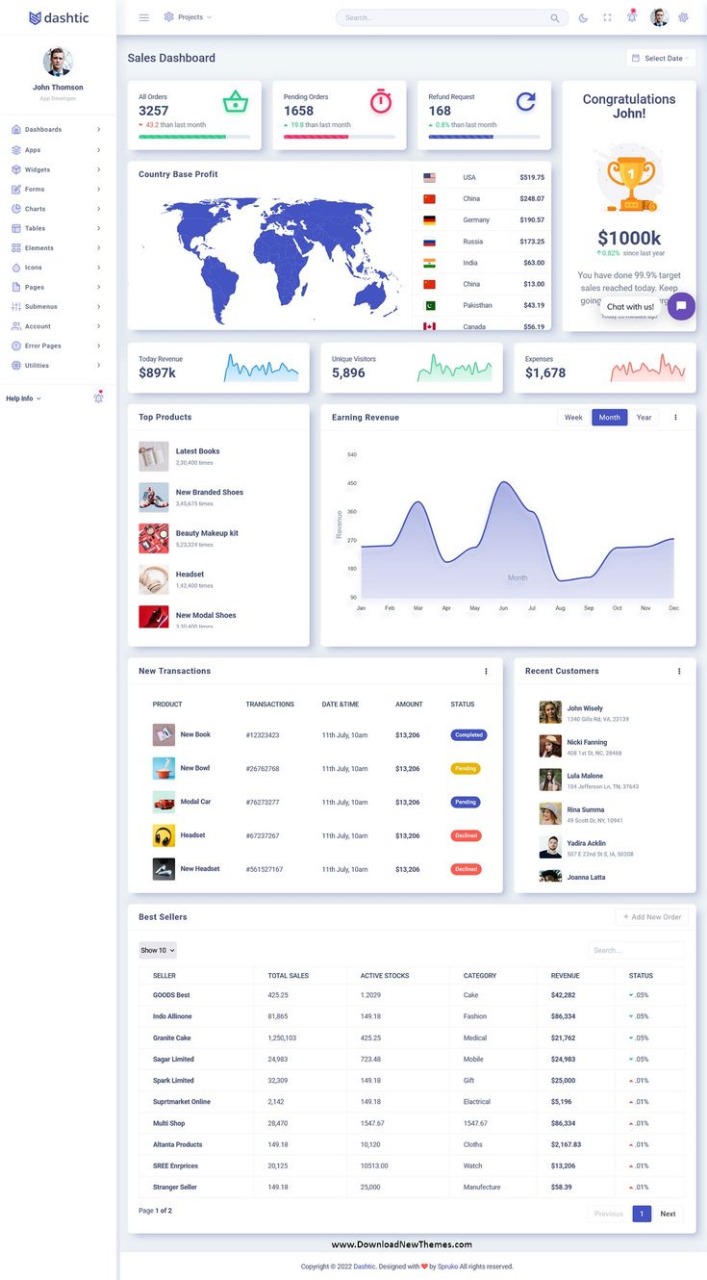 dashtic
Projects
Search...
John Thomson
App Developer
Dashboards
Apps
Widgets
Forms
Charts
Tables
Elements
Icons
Pages
Submenus
Account
Error Pages
Utilities
Help Info
Sales Dashboard
Select Date
All Orders
3257
43.2 than last month
Pending Orders
1658
19.8 than last month
Refund Request
168
0.8% than last month
Congratulations
John!
1
$1000k
0.82% since last year
You have done 99.9% target
sales reached today. Keep
going
Chat with us!
Country Base Profit
USA $519.75
China $248.07
Germany $190.57
Russia $173.25
India $63.00
China $13.00
Pakisthan $43.19
Canada $56.19
Today Revenue
$897k
Unique Visitors
5,896
Expenses
$1,678
Top Products
Latest Books
2,30,400 times
New Branded Shoes
3,45,675 times
Beauty Makeup kit
5,23,324 times
Headset
1,42,400 times
New Modal Shoes
3,30,400 times
Earning Revenue
Week Month Year
540
450
360
270
180
90
Revenue
Month
Jan Feb Mar Apr May Jun Jul Aug Sep Oct Nov Dec
New Transactions
PRODUCT TRANSACTIONS DATE &TIME AMOUNT STATUS
New Book #12323423 11th July, 10am $13,206 Completed
New Bowl #26762768 11th July, 10am $13,206 Pending
Modal Car #76273277 11th July, 10am $13,206 Pending
Headset #67237267 11th July, 10am $13,206 Declined
New Headset #561527167 11th July, 10am $13,206 Declined
Recent Customers
John Wisely
1340 Gills Rd, VA, 23139
Nicki Fanning
408 1st St, NC, 28468
Lula Malone
104 Jefferson Ln, TN, 37643
Rina Summa
49 Scott Dr, NY, 10941
Yadira Acklin
507 E 22nd St S, IA, 50208
Joanna Latta
Best Sellers
+ Add New Order
Show 10
Search...
SELLER TOTAL SALES ACTIVE STOCKS CATEGORY REVENUE STATUS
GOODS Best 425.25 1.2029 Cake $42,282 .05%
Indo Allinone 81,865 149.18 Fashion $86,334 .05%
Granite Cake 1,250,103 425.25 Medical $21,762 .05%
Sagar Limited 24,983 723.48 Mobile $24,983 .05%
Spark Limited 32,309 149.18 Gift $25,000 .01%
Suprtmarket Online 2,142 149.18 Elactrical $5,196 .01%
Multi Shop 28,470 1547.67 1547.67 $86,334 .01%
Altanta Products 149.18 10,120 Cloths $2,167.83 .01%
SREE Enrprices 20,125 10513.00 Watch $13,206 .01%
Stranger Seller 149.18 25,000 Manufecture $58.39 .01%
Page 1 of 2
Previous 1 Next
www.DownloadNewThemes.com
Copyright © 2022 Dashtic. Designed with ❤ by Spruko All rights reserved.